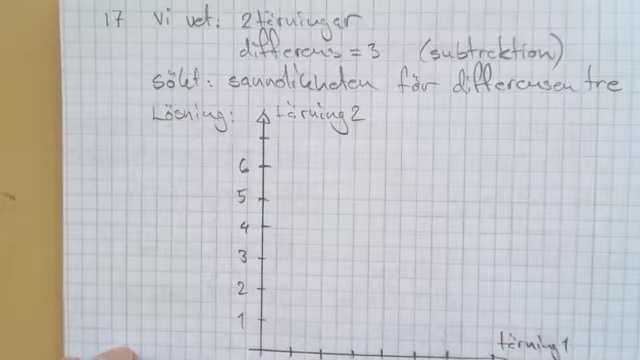 17 Vi vet: 2 tärningar
differens = 3 (subtraktion)
sökt: sannolikheten för differensen tre
Lösning: tärning 2
6
5
4
3
2
1
tärning 1